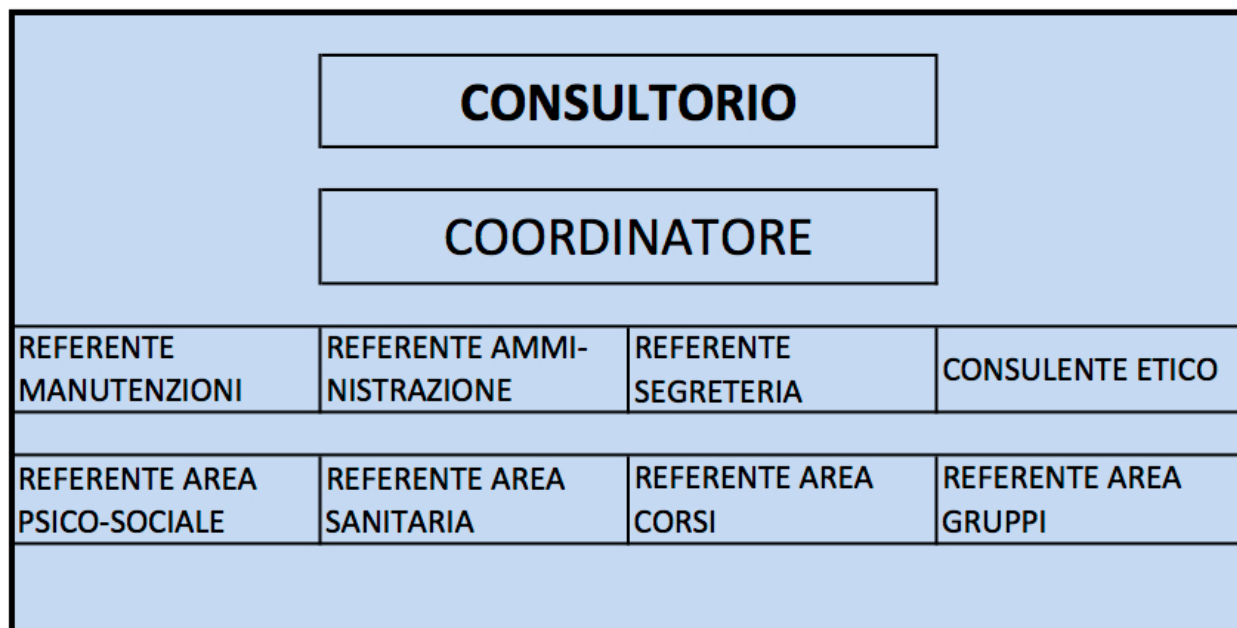 CONSULTORIO
COORDINATORE
REFERENTE
MANUTENZIONI
REFERENTE AMMI-
NISTRAZIONE
REFERENTE
SEGRETERIA
CONSULENTE ETICO
REFERENTE AREA
PSICO-SOCIALE
REFERENTE AREA
SANITARIA
REFERENTE AREA
CORSI
REFERENTE AREA
GRUPPI